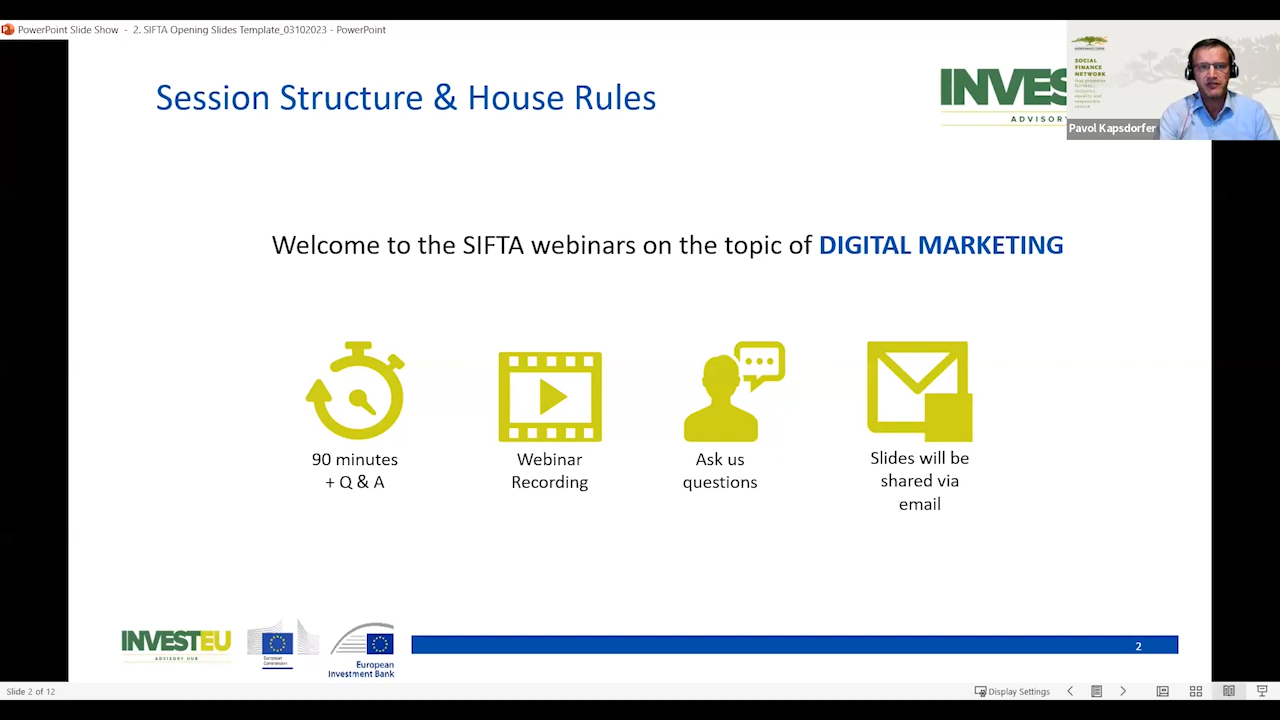 PowerPoint Slide Show - 2. SIFTA Opening Slides Template_03102023 - PowerPoint
Session Structure & House Rules
INVES
ADVISORY
SOCIAL
FINANCE
NETWORK
Pavol Kapsdorfer
Welcome to the SIFTA webinars on the topic of DIGITAL MARKETING
90 minutes
+ Q & A
Webinar
Recording
Ask us
questions
Slides will be
shared via
email
INVESTEU
ADVISORY HUB
European
Commission
European
Investment Bank
2
Slide 2 of 12
Display Settings